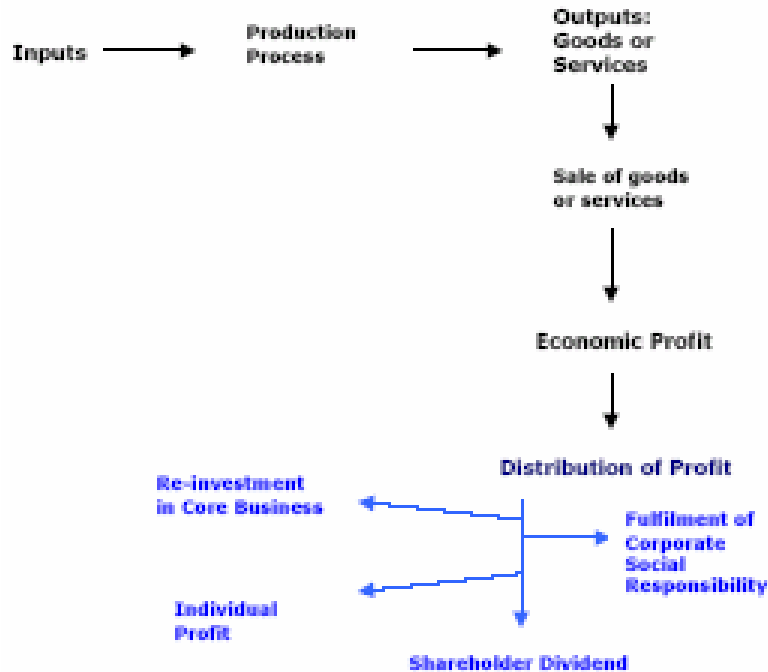 Inputs
Production
Process
Outputs:
Goods or
Services
Sale of goods
or services
Economic Profit
Distribution of Profit
Re-investment
in Core Business
Fulfilment of
Corporate
Social
Responsibility
Individual
Profit
Shareholder Dividend